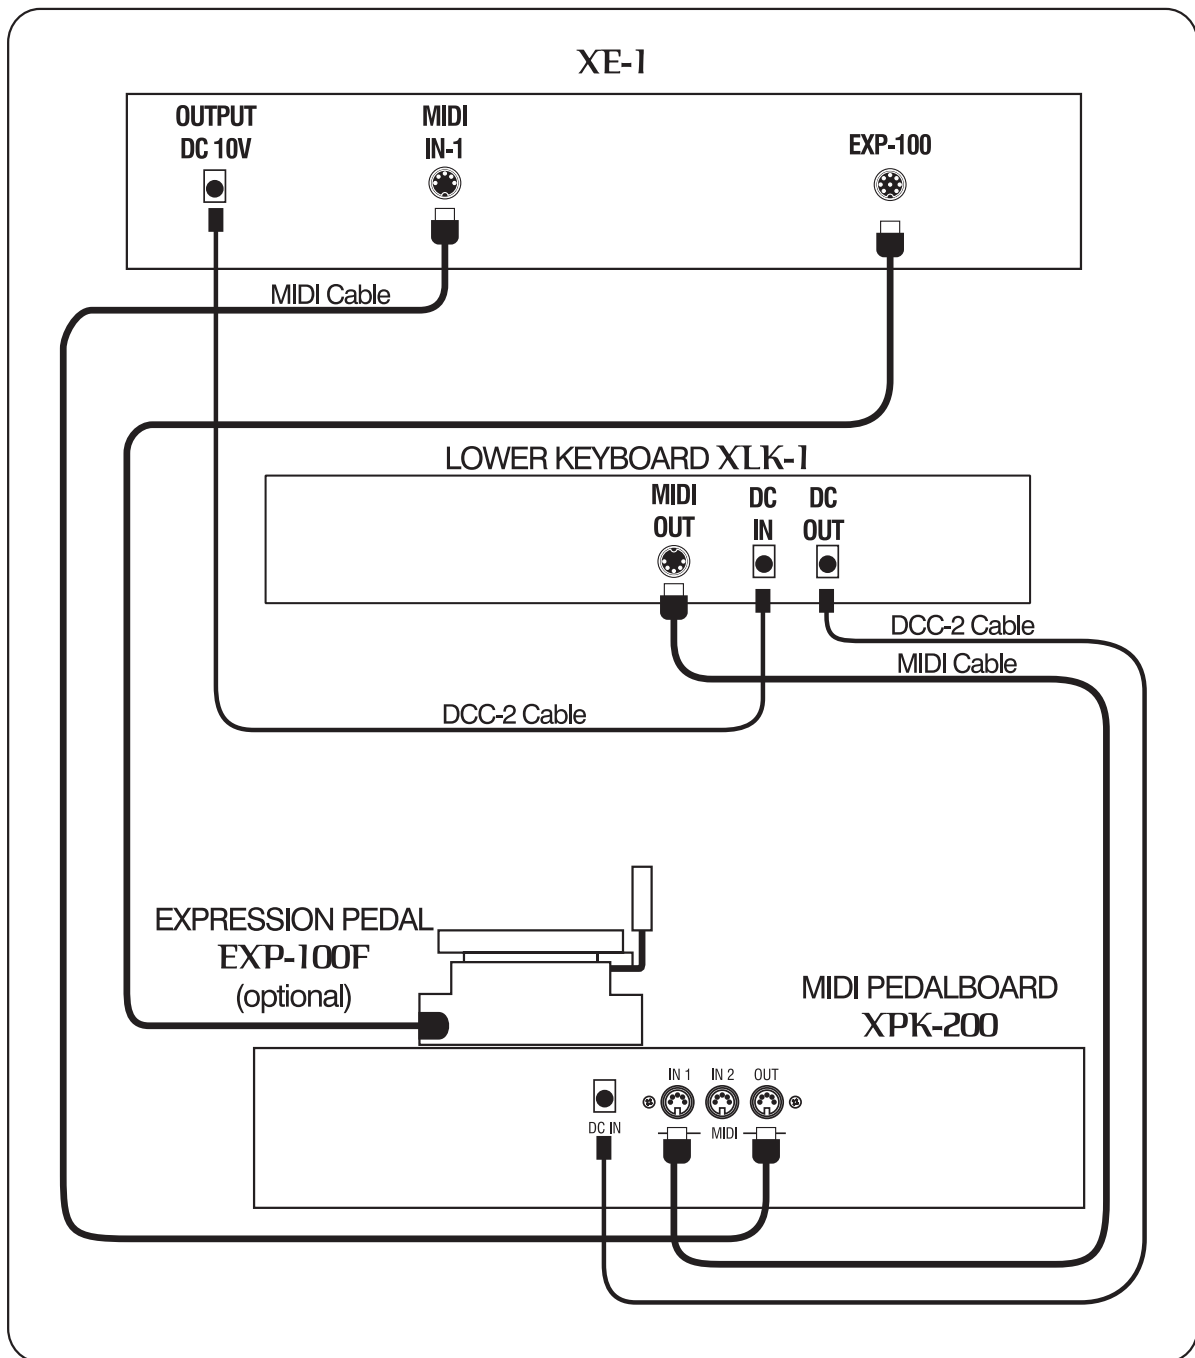 XE-1
OUTPUT
DC 10V
MIDI
IN-1
EXP-100
MIDI Cable
LOWER KEYBOARD XLK-1
MIDI
OUT
DC
IN
DC
OUT
DCC-2 Cable
MIDI Cable
DCC-2 Cable
EXPRESSION PEDAL
EXP-100F
(optional)
MIDI PEDALBOARD
XPK-200
IN 1
IN 2
OUT
DC IN
MIDI